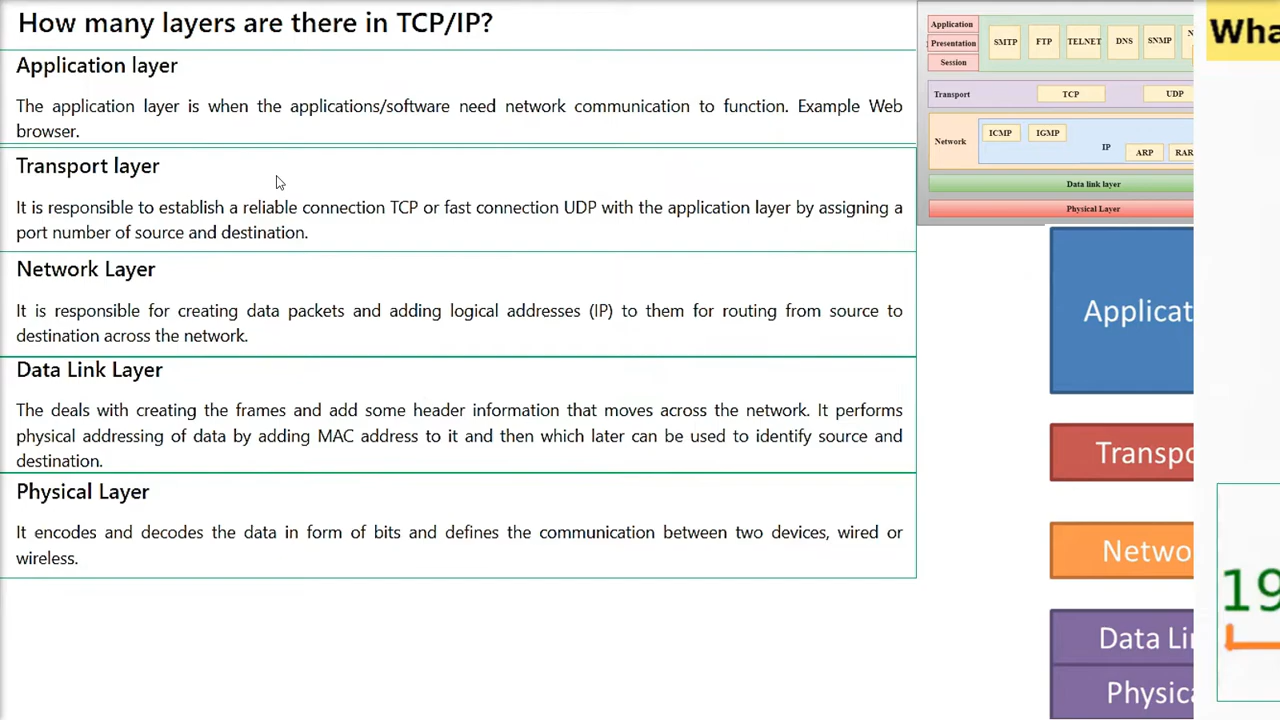 How many layers are there in TCP/IP?
Application layer
The application layer is when the applications/software need network communication to function. Example Web
browser.
Transport layer
It is responsible to establish a reliable connection TCP or fast connection UDP with the application layer by assigning a
port number of source and destination.
Network Layer
It is responsible for creating data packets and adding logical addresses (IP) to them for routing from source to
destination across the network.
Data Link Layer
The deals with creating the frames and add some header information that moves across the network. It performs
physical addressing of data by adding MAC address to it and then which later can be used to identify source and
destination.
Physical Layer
It encodes and decodes the data in form of bits and defines the communication between two devices, wired or
wireless.
Application
Presentation
Session
SMTP FTP TELNET DNS SNMP N
Transport TCP UDP
Network
ICMP IGMP
IP
ARP RAR
Data link layer
Physical Layer
Applicat
Transpo
Netwo
Data Li
Physica
Wha
19